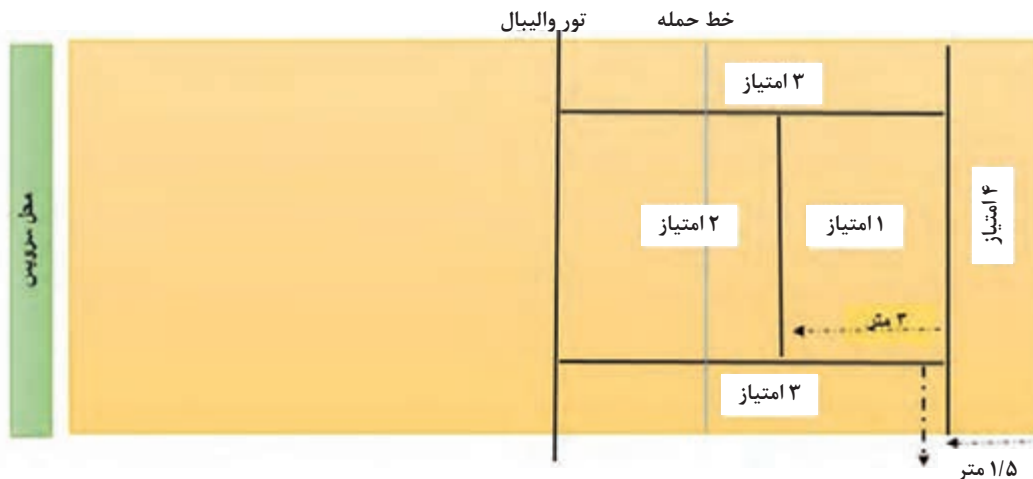 خط حمله
تور والیبال
۳ امتیاز
۴ امتیاز
۱ امتیاز
۲ امتیاز
محل سرویس
۳ متر
۳ امتیاز
۱/۵ متر